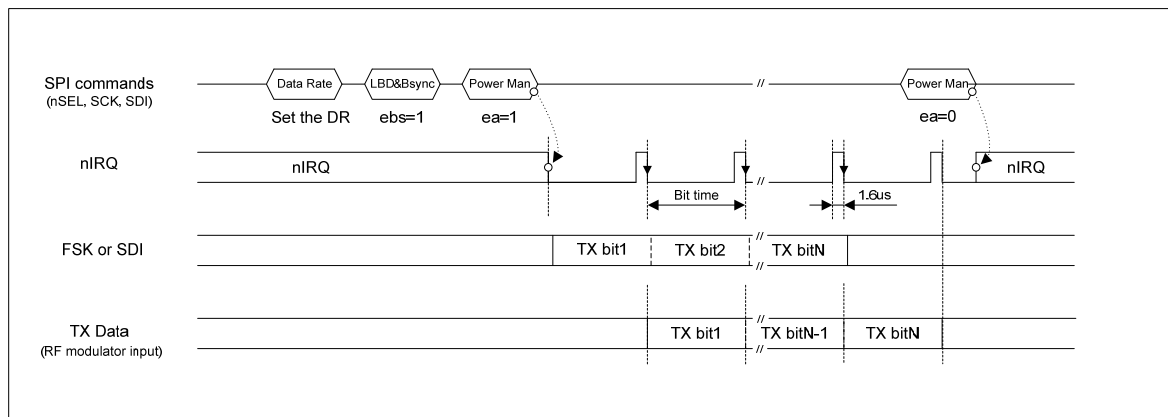 SPI commands
(nSEL, SCK, SDI)
Data Rate
LBD&Bsync
Power Man
//
Power Man
Set the DR
ebs=1
ea=1
ea=0
nIRQ
nIRQ
//
nIRQ
Bit time
1.6us
FSK or SDI
TX bit1
TX bit2
//
TX bitN
//
TX Data
(RF modulator input)
//
TX bit1
TX bitN-1
TX bitN
//